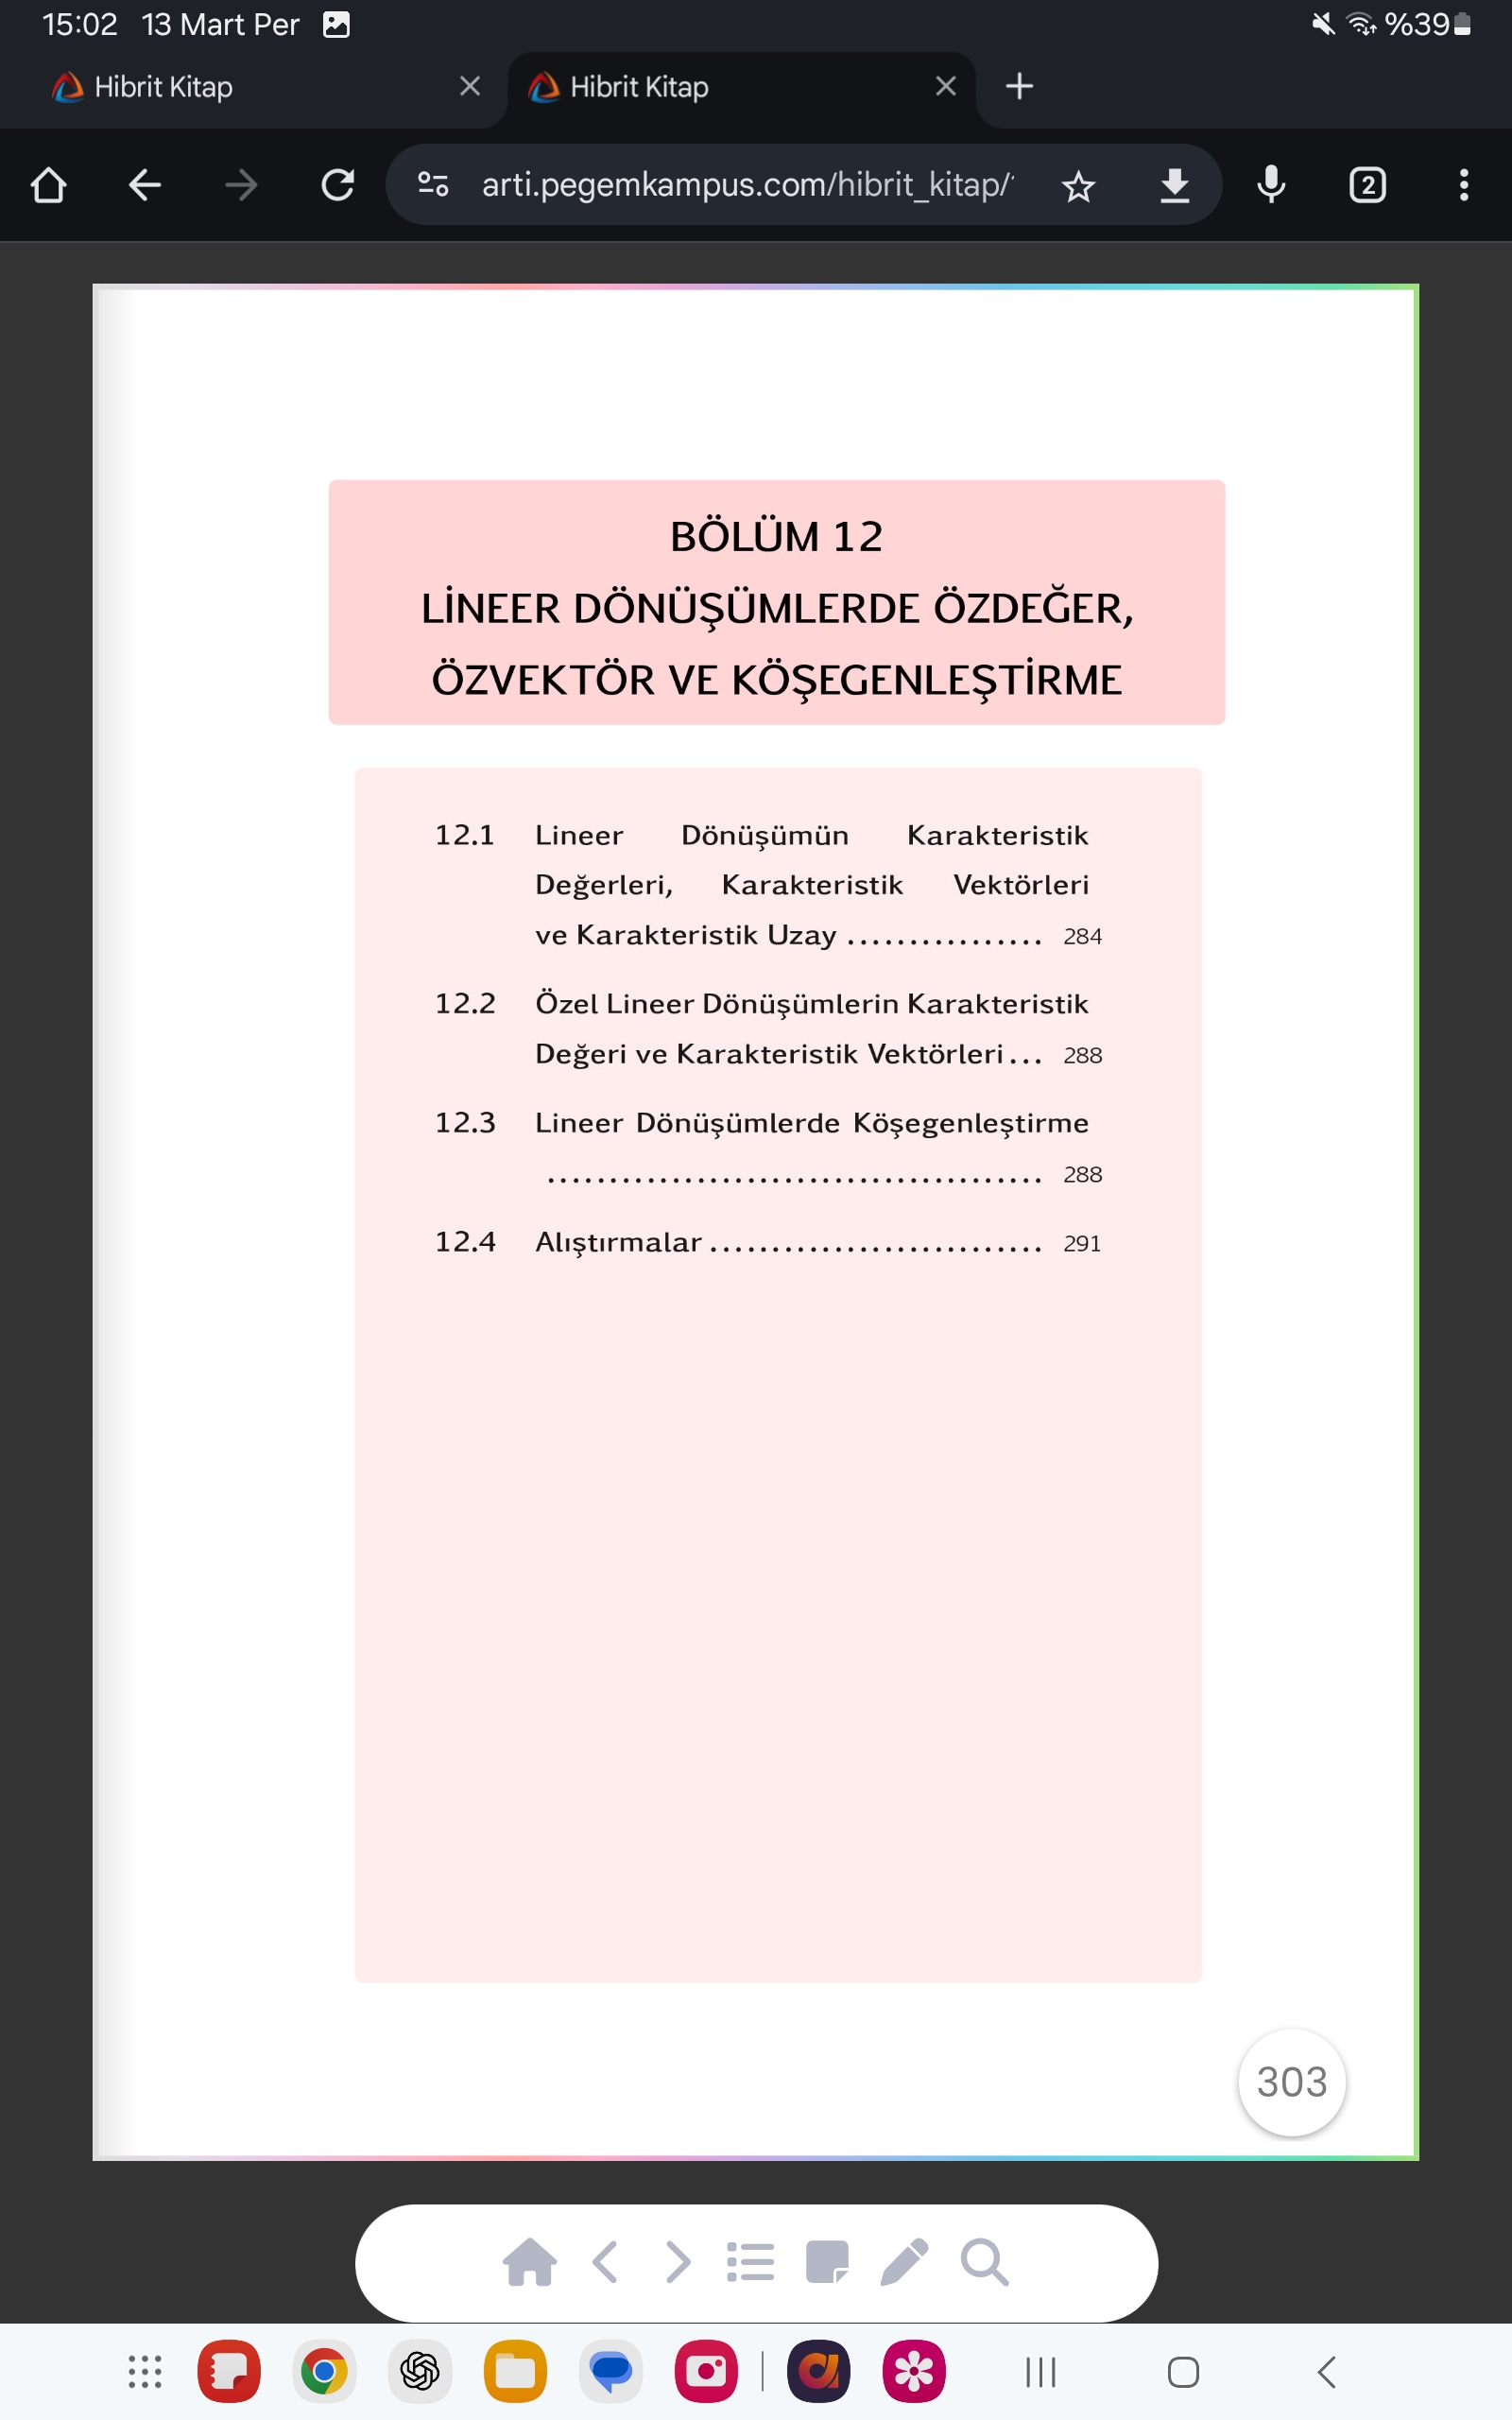 15:02 13 Mart Per %39
Hibrit Kitap Hibrit Kitap
arti.pegemkampus.com/hibrit_kitap/ 2
BÖLÜM 12
LİNEER DÖNÜŞÜMLERDE ÖZDEĞER,
ÖZVEKTÖR VE KÖŞEGENLEŞTİRME
12.1 Lineer Dönüşümün Karakteristik
Değerleri, Karakteristik Vektörleri
ve Karakteristik Uzay ................ 284
12.2 Özel Lineer Dönüşümlerin Karakteristik
Değeri ve Karakteristik Vektörleri... 288
12.3 Lineer Dönüşümlerde Köşegenleştirme
........................................ 288
12.4 Alıştırmalar........................... 291
303